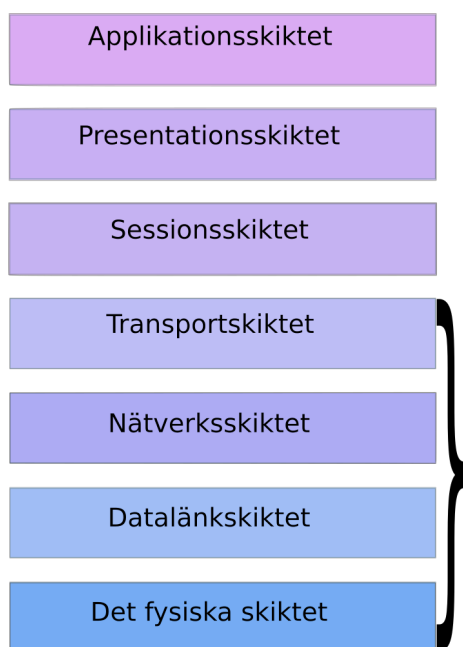 Applikationsskiktet
Presentationsskiktet
Sessionsskiktet
Transportskiktet
Nätverksskiktet
Datalänkskiktet
Det fysiska skiktet